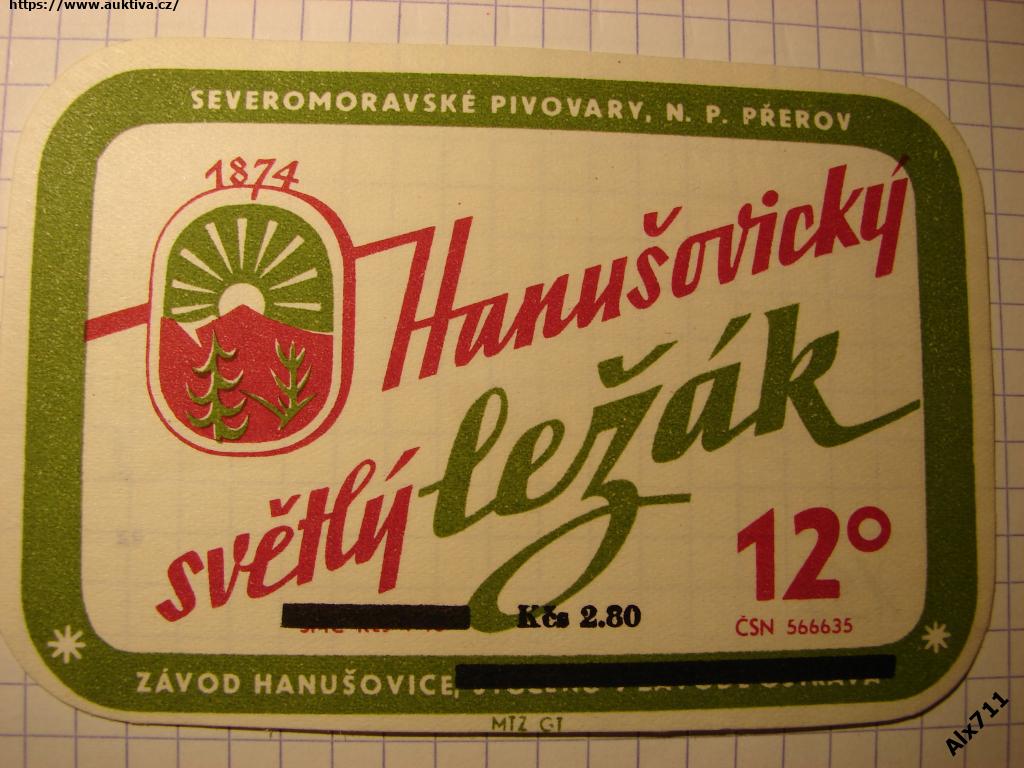 https://www.auktiva.cz/
SEVEROMORAVSKÉ PIVOVARY, N. P. PŘEROV
1874
Hanušovický
světlý ležák
12°
Kčs 2.80
ČSN 566635
ZÁVOD HANUŠOVICE,
MTZ GT
Alx711